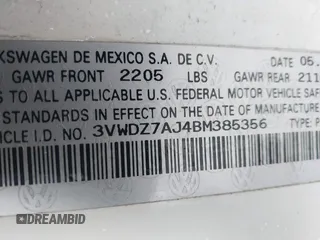 KSWAGEN DE MEXICO S.A. DE C.V. DATE 05.
GAWR FRONT 2205 LBS GAWR REAR 211
S TO ALL APPLICABLE U.S. FEDERAL MOTOR VEHICLE SAF
STANDARDS IN EFFECT ON THE DATE OF MANUFACTURE
ICLE I.D. NO. 3VWDZ7AJ4BM385356 TYPE P
DREAMBID